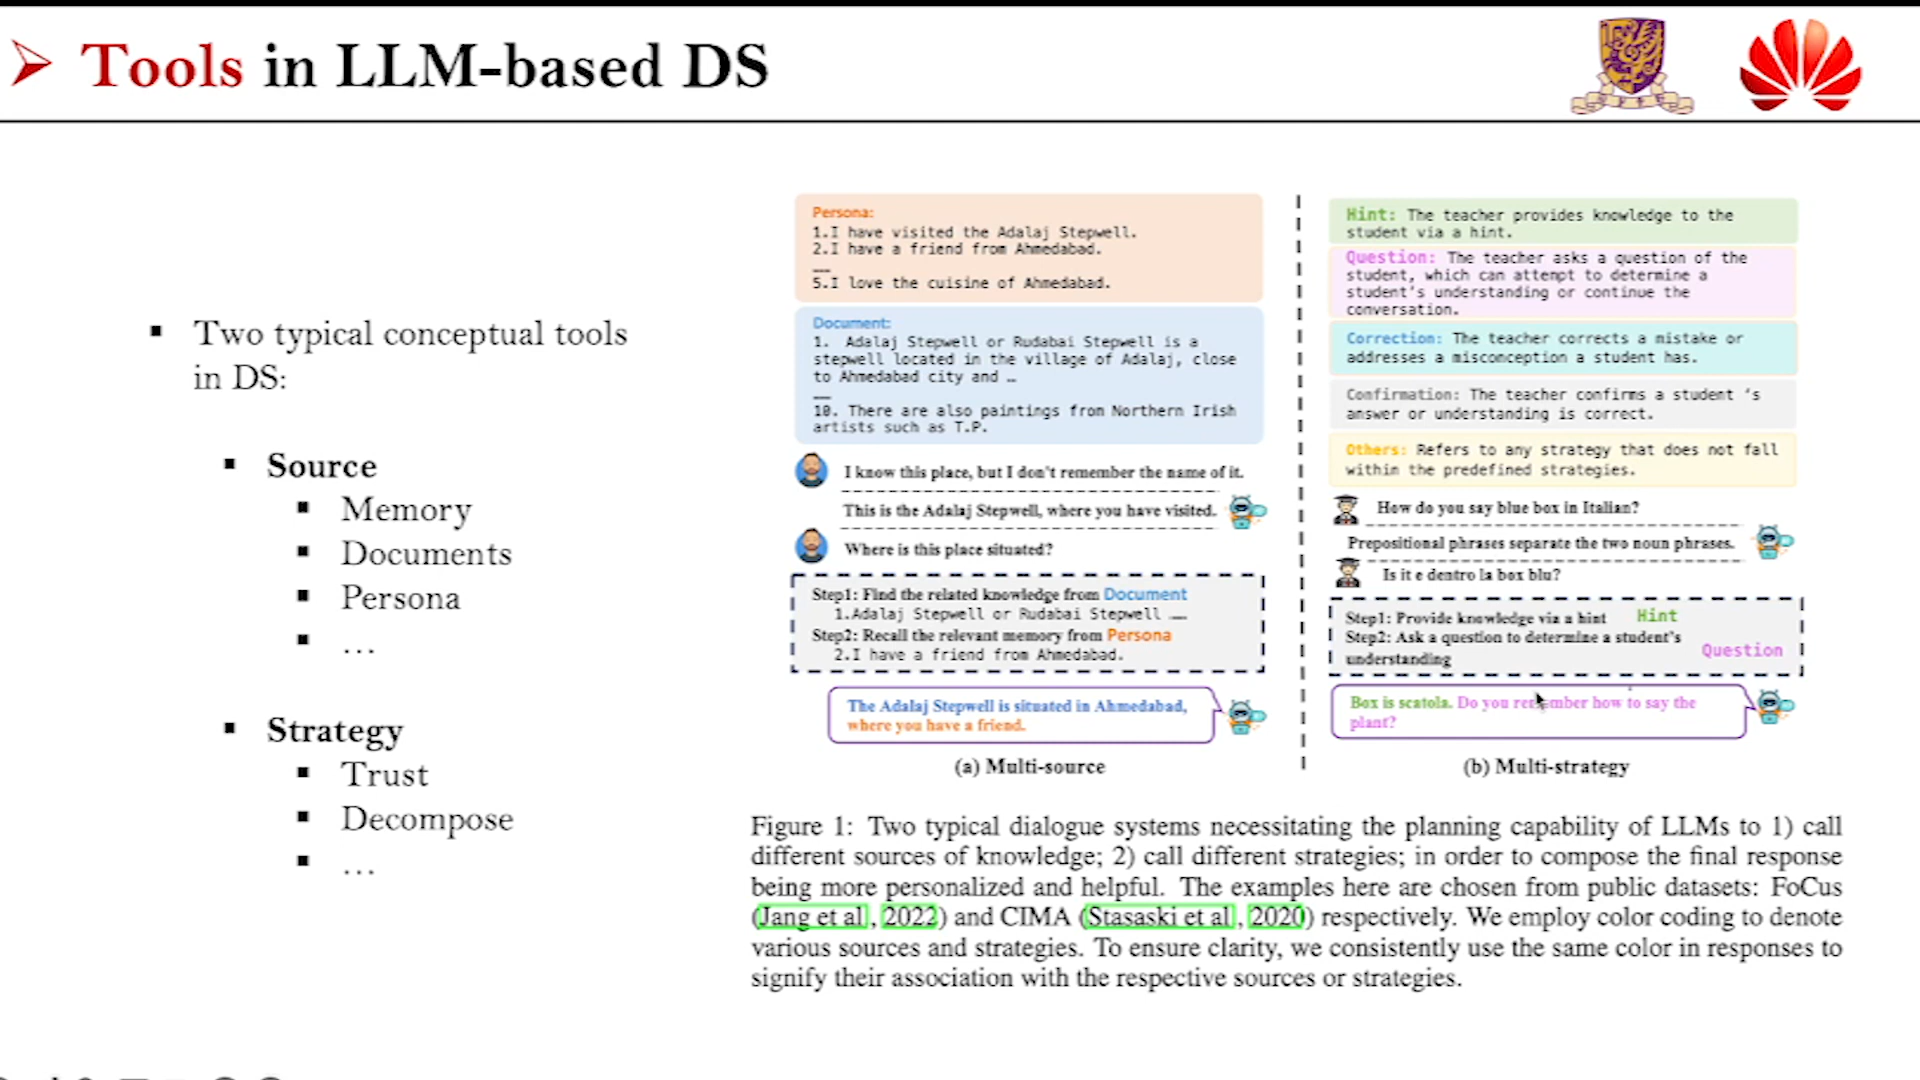 Tools in LLM-based DS
Two typical conceptual tools
in DS:
Source
Memory
Documents
Persona
…
Strategy
Trust
Decompose
…
Persona:
1.I have visited the Adalaj Stepwell.
2.I have a friend from Ahmedabad.
……
5.I love the cuisine of Ahmedabad.
Document:
1. Adalaj Stepwell or Rudabai Stepwell is a
stepwell located in the village of Adalaj, close
to Ahmedabad city and …
……
10. There are also paintings from Northern Irish
artists such as T.P.
I know this place, but I don't remember the name of it.
This is the Adalaj Stepwell, where you have visited.
Where is this place situated?
Step1: Find the related knowledge from Document
1.Adalaj Stepwell or Rudabai Stepwell ……
Step2: Recall the relevant memory from Persona
2.I have a friend from Ahmedabad.
The Adalaj Stepwell is situated in Ahmedabad,
where you have a friend.
(a) Multi-source
Hint: The teacher provides knowledge to the
student via a hint.
Question: The teacher asks a question of the
student, which can attempt to determine a
student's understanding or continue the
conversation.
Correction: The teacher corrects a mistake or
addresses a misconception a student has.
Confirmation: The teacher confirms a student 's
answer or understanding is correct.
Others: Refers to any strategy that does not fall
within the predefined strategies.
How do you say blue box in Italian?
Prepositional phrases separate the two noun phrases.
Is it e dentro la box blu?
Step1: Provide knowledge via a hint Hint
Step2: Ask a question to determine a student's
understanding Question
Box is scatola. Do you remember how to say the
plant?
(b) Multi-strategy
Figure 1: Two typical dialogue systems necessitating the planning capability of LLMs to 1) call
different sources of knowledge; 2) call different strategies; in order to compose the final response
being more personalized and helpful. The examples here are chosen from public datasets: FoCus
(Jang et al., 2022) and CIMA (Stasaski et al., 2020) respectively. We employ color coding to denote
various sources and strategies. To ensure clarity, we consistently use the same color in responses to
signify their association with the respective sources or strategies.